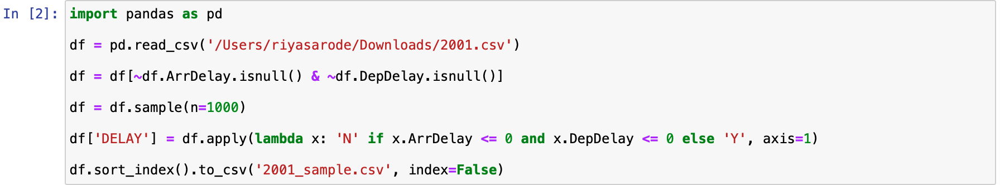 In [2]: import pandas as pd
df = pd.read_csv('/Users/riyasarode/Downloads/2001.csv')
df = df[~df.ArrDelay.isnull() & ~df.DepDelay.isnull()]
df = df.sample(n=1000)
df['DELAY'] = df.apply(lambda x: 'N' if x.ArrDelay <= 0 and x.DepDelay <= 0 else 'Y', axis=1)
df.sort_index().to_csv('2001_sample.csv', index=False)